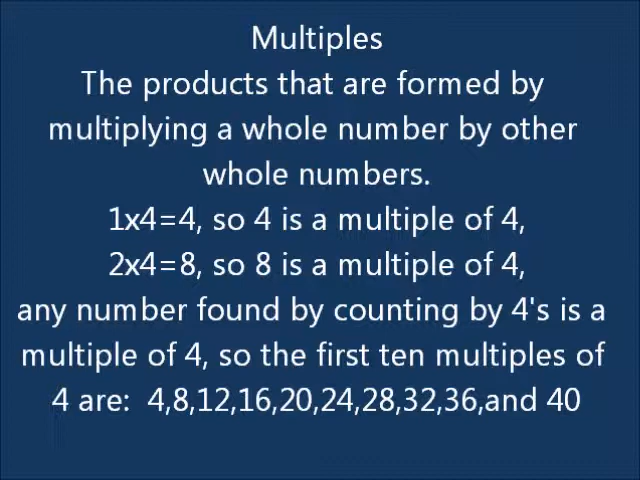 Multiples
The products that are formed by
multiplying a whole number by other
whole numbers.
1x4=4, so 4 is a multiple of 4,
2x4=8, so 8 is a multiple of 4,
any number found by counting by 4's is a
multiple of 4, so the first ten multiples of
4 are:  4,8,12,16,20,24,28,32,36,and 40